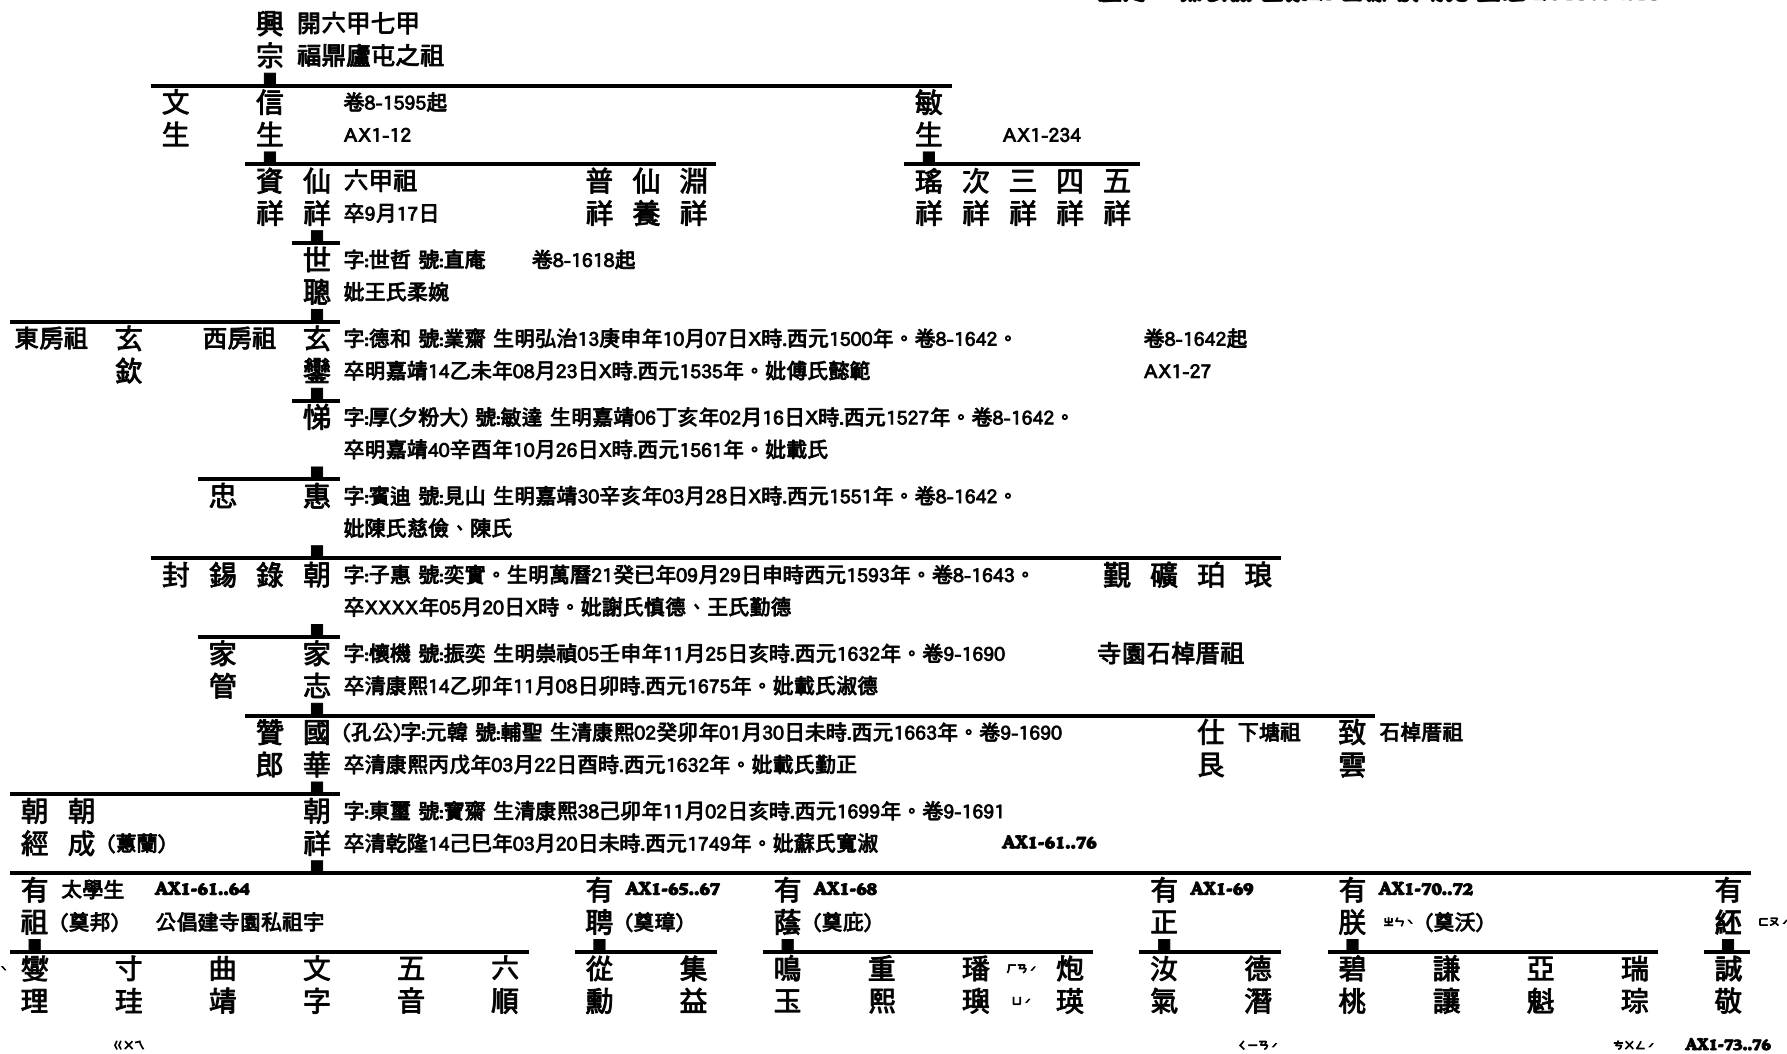 興宗 開六甲七甲
福鼎廬屯之祖
文生 信生 卷8-1595起 敏生
AX1-12 AX1-234
資祥 仙祥 六甲祖 普祥 仙養 淵祥 瑤祥 次祥 三祥 四祥 五祥
卒9月17日
世聰 字:世哲 號:直庵 卷8-1618起
妣王氏柔婉
東房祖 玄欽 西房祖 玄鑾 字:德和 號:業齋 生明弘治13庚申年10月07日X時.西元1500年。卷8-1642。 卷8-1642起
卒明嘉靖14乙未年08月23日X時.西元1535年。妣傅氏懿範 AX1-27
悌 字:厚(夕粉大) 號:敏達 生明嘉靖06丁亥年02月16日X時.西元1527年。卷8-1642。
卒明嘉靖40辛酉年10月26日X時.西元1561年。妣載氏
忠 惠 字:賓迪 號:見山 生明嘉靖30辛亥年03月28日X時.西元1551年。卷8-1642。
妣陳氏慈儉、陳氏
封 錫 錄 朝 字:子惠 號:奕實。生明萬曆21癸已年09月29日申時西元1593年。卷8-1643。 覲 礦 珀 琅
卒XXXX年05月20日X時。妣謝氏慎德、王氏勤德
家管 家志 字:懷機 號:振奕 生明崇禎05壬申年11月25日亥時.西元1632年。卷9-1690 寺園石棹厝祖
卒清康熙14乙卯年11月08日卯時.西元1675年。妣載氏淑德
贊郎 國華 (孔公)字:元韓 號:輔聖 生清康熙02癸卯年01月30日未時.西元1663年。卷9-1690 仕艮 下塘祖 致雲 石棹厝祖
卒清康熙丙戊年03月22日酉時.西元1632年。妣載氏勤正
朝經 朝成 (蕙蘭) 朝祥 字:東璽 號:寶齋 生清康熙38己卯年11月02日亥時.西元1699年。卷9-1691
卒清乾隆14己巳年03月20日未時.西元1749年。妣蘇氏寬淑 AX1-61..76
有祖 太學生 AX1-61..64 有聘 AX1-65..67 有蔭 AX1-68 有正 AX1-69 有朕 AX1-70..72 有紑
(奠邦) 公倡建寺園私祖宇 (奠璋) (奠庇) ㄓㄣˋ (奠沃) ㄈㄡˊ
燮理 寸珪 曲靖 文字 五音 六順 從勳 集益 鳴玉 重熙 璠璵 ㄏㄢˊ ㄩˊ 炮瑛 汝氣 德潛 碧桃 謙讓 亞魁 瑞琮 誠敬
ㄍㄨㄟ ㄑㄧㄢˊ ㄘㄨㄥˊ AX1-73..76